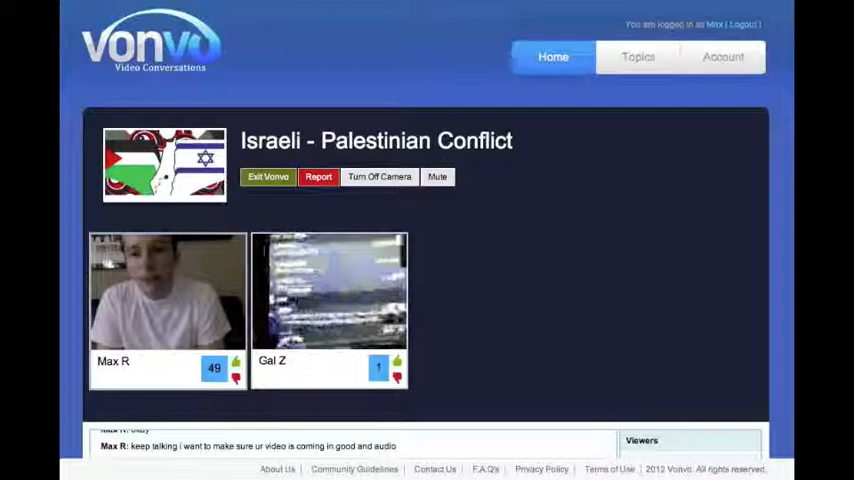 You are logged in as Max | Logout |
vonvo
Video Conversations
Home
Topics
Account
Israeli - Palestinian Conflict
Exit Vonvo
Report
Turn Off Camera
Mute
Max R
49
Gal Z
1
Max R: okay
Max R: keep talking i want to make sure ur video is coming in good and audio
Viewers
About Us | Community Guidelines | Contact Us | F.A.Q's | Privacy Policy | Terms of Use | 2012 Vonvo. All rights reserved.